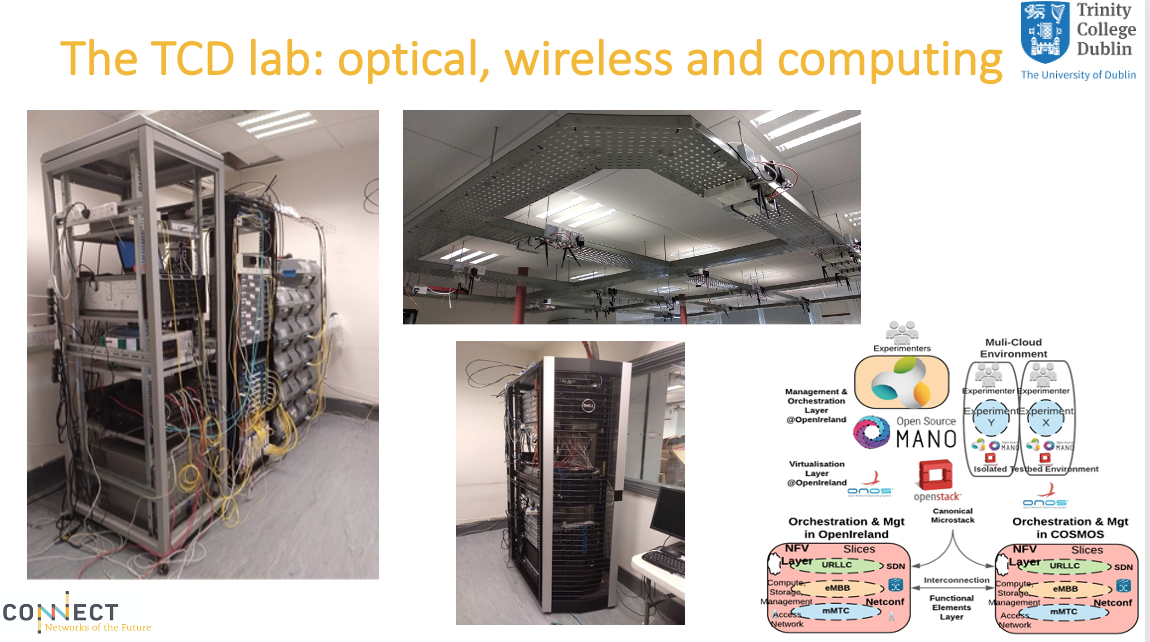 The TCD lab: optical, wireless and computing
Trinity
College
Dublin
The University of Dublin
DELL
Experimenters
Management &
Orchestration
Layer
@OpenIreland
Open Source
MANO
Virtualisation
Layer
@OpenIreland
onos
openstack
Canonical
Microstack
Muli-Cloud
Environment
Experimenter
Experimenter
Experiment
Y
Experiment
X
MANO
MANO
Isolated Testbed Environment
onos
Orchestration & Mgt
in OpenIreland
NFV
Layer
Slices
URLLC
SDN
eMBB
Compute,
Storage,
Management
Netconf
mMTC
Access
Network
Interconnection
Functional
Elements
Layer
Orchestration & Mgt
in COSMOS
NFV
Layer
Slices
URLLC
SDN
eMBB
Compute,
Storage,
Management
Netconf
mMTC
Access
Network
CONNECT
Networks of the Future